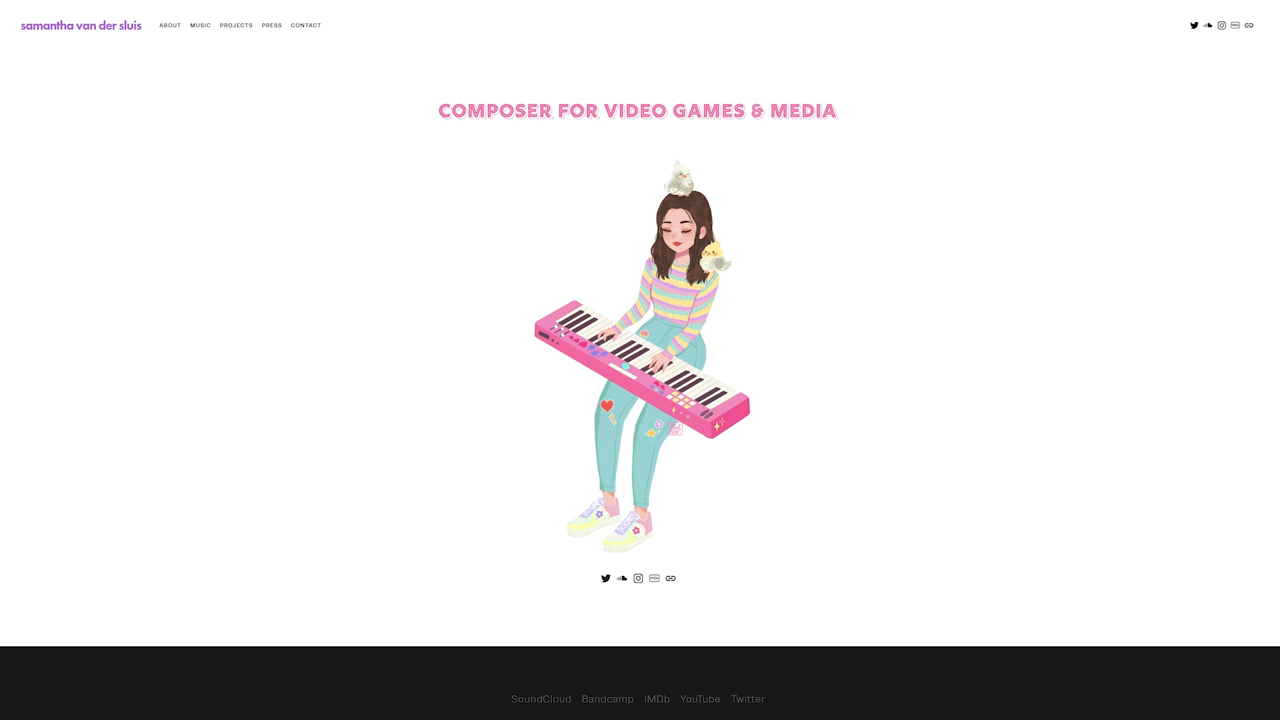 samantha van der sluis
ABOUT MUSIC PROJECTS PRESS CONTACT
COMPOSER FOR VIDEO GAMES & MEDIA
SoundCloud Bandcamp IMDb YouTube Twitter